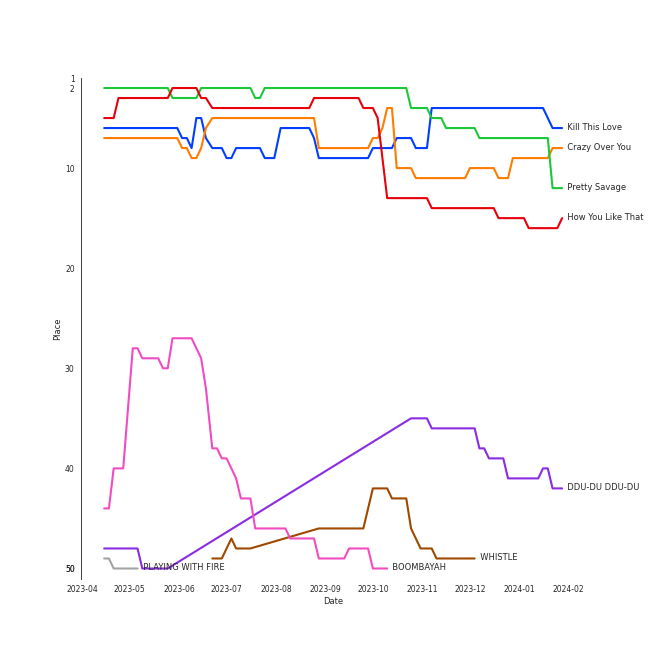 1
2
Kill This Love
Crazy Over You
10
Pretty Savage
How You Like That
20
Place
30
40
DDU-DU DDU-DU
WHISTLE
50
PLAYING WITH FIRE
BOOMBAYAH
2023-04 2023-05 2023-06 2023-07 2023-08 2023-09 2023-10 2023-11 2023-12 2024-01 2024-02
Date